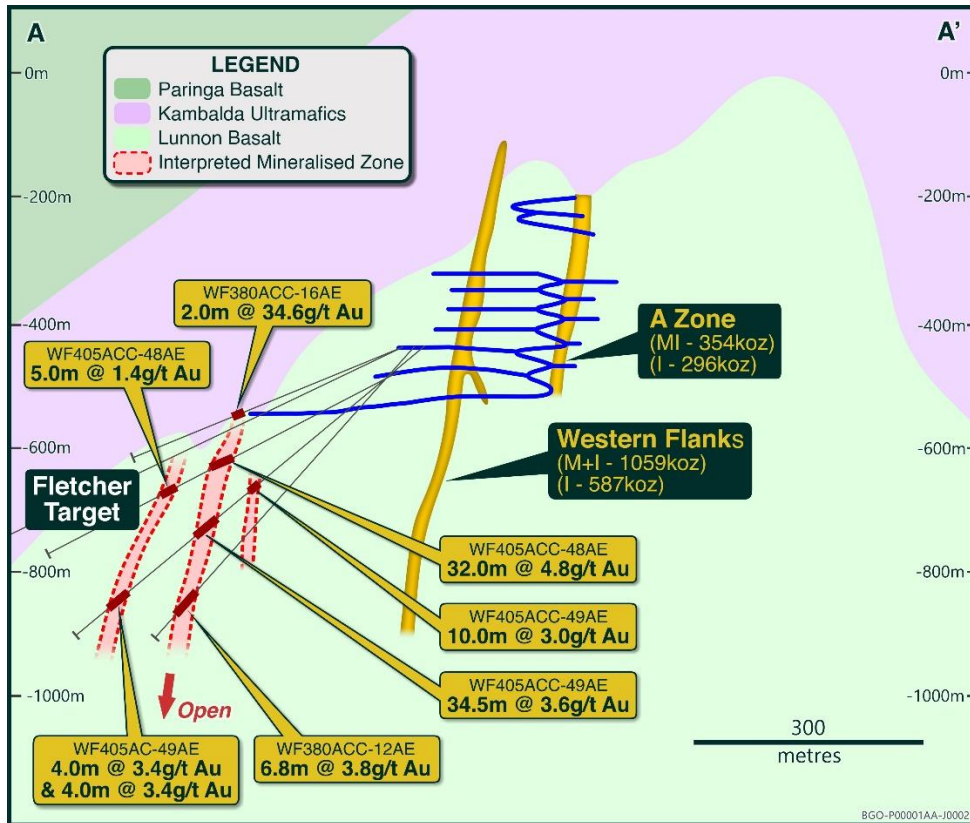 A
A'
0m
0m
LEGEND
Paringa Basalt
Kambalda Ultramafics
Lunnon Basalt
Interpreted Mineralised Zone
-200m
-200m
WF380ACC-16AE
2.0m @ 34.6g/t Au
-400m
-400m
WF405ACC-48AE
5.0m @ 1.4g/t Au
A Zone
(MI - 354koz)
(I - 296koz)
-600m
-600m
Western Flanks
(M+I - 1059koz)
(I - 587koz)
Fletcher
Target
WF405ACC-48AE
32.0m @ 4.8g/t Au
-800m
-800m
WF405ACC-49AE
10.0m @ 3.0g/t Au
WF405ACC-49AE
34.5m @ 3.6g/t Au
-1000m
-1000m
Open
WF405AC-49AE
4.0m @ 3.4g/t Au
& 4.0m @ 3.4g/t Au
WF380ACC-12AE
6.8m @ 3.8g/t Au
300
metres
BGO-P00001AA-J0002